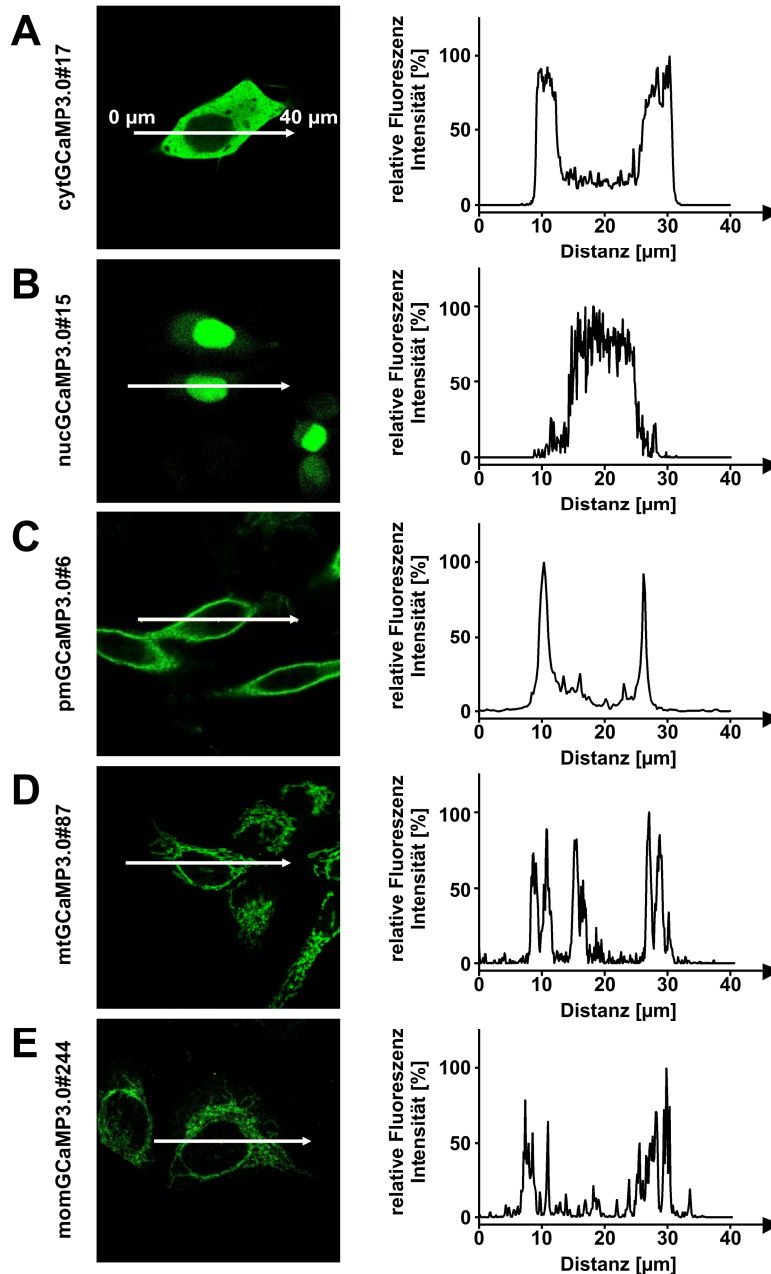 A
cytGCaMP3.0#17
0 µm
40 µm
relative Fluoreszenz
Intensität [%]
100
50
0
0 10 20 30 40
Distanz [µm]
B
nucGCaMP3.0#15
relative Fluoreszenz
Intensität [%]
100
50
0
0 10 20 30 40
Distanz [µm]
C
pmGCaMP3.0#6
relative Fluoreszenz
Intensität [%]
100
50
0
0 10 20 30 40
Distanz [µm]
D
mtGCaMP3.0#87
relative Fluoreszenz
Intensität [%]
100
50
0
0 10 20 30 40
Distanz [µm]
E
momGCaMP3.0#244
relative Fluoreszenz
Intensität [%]
100
50
0
0 10 20 30 40
Distanz [µm]